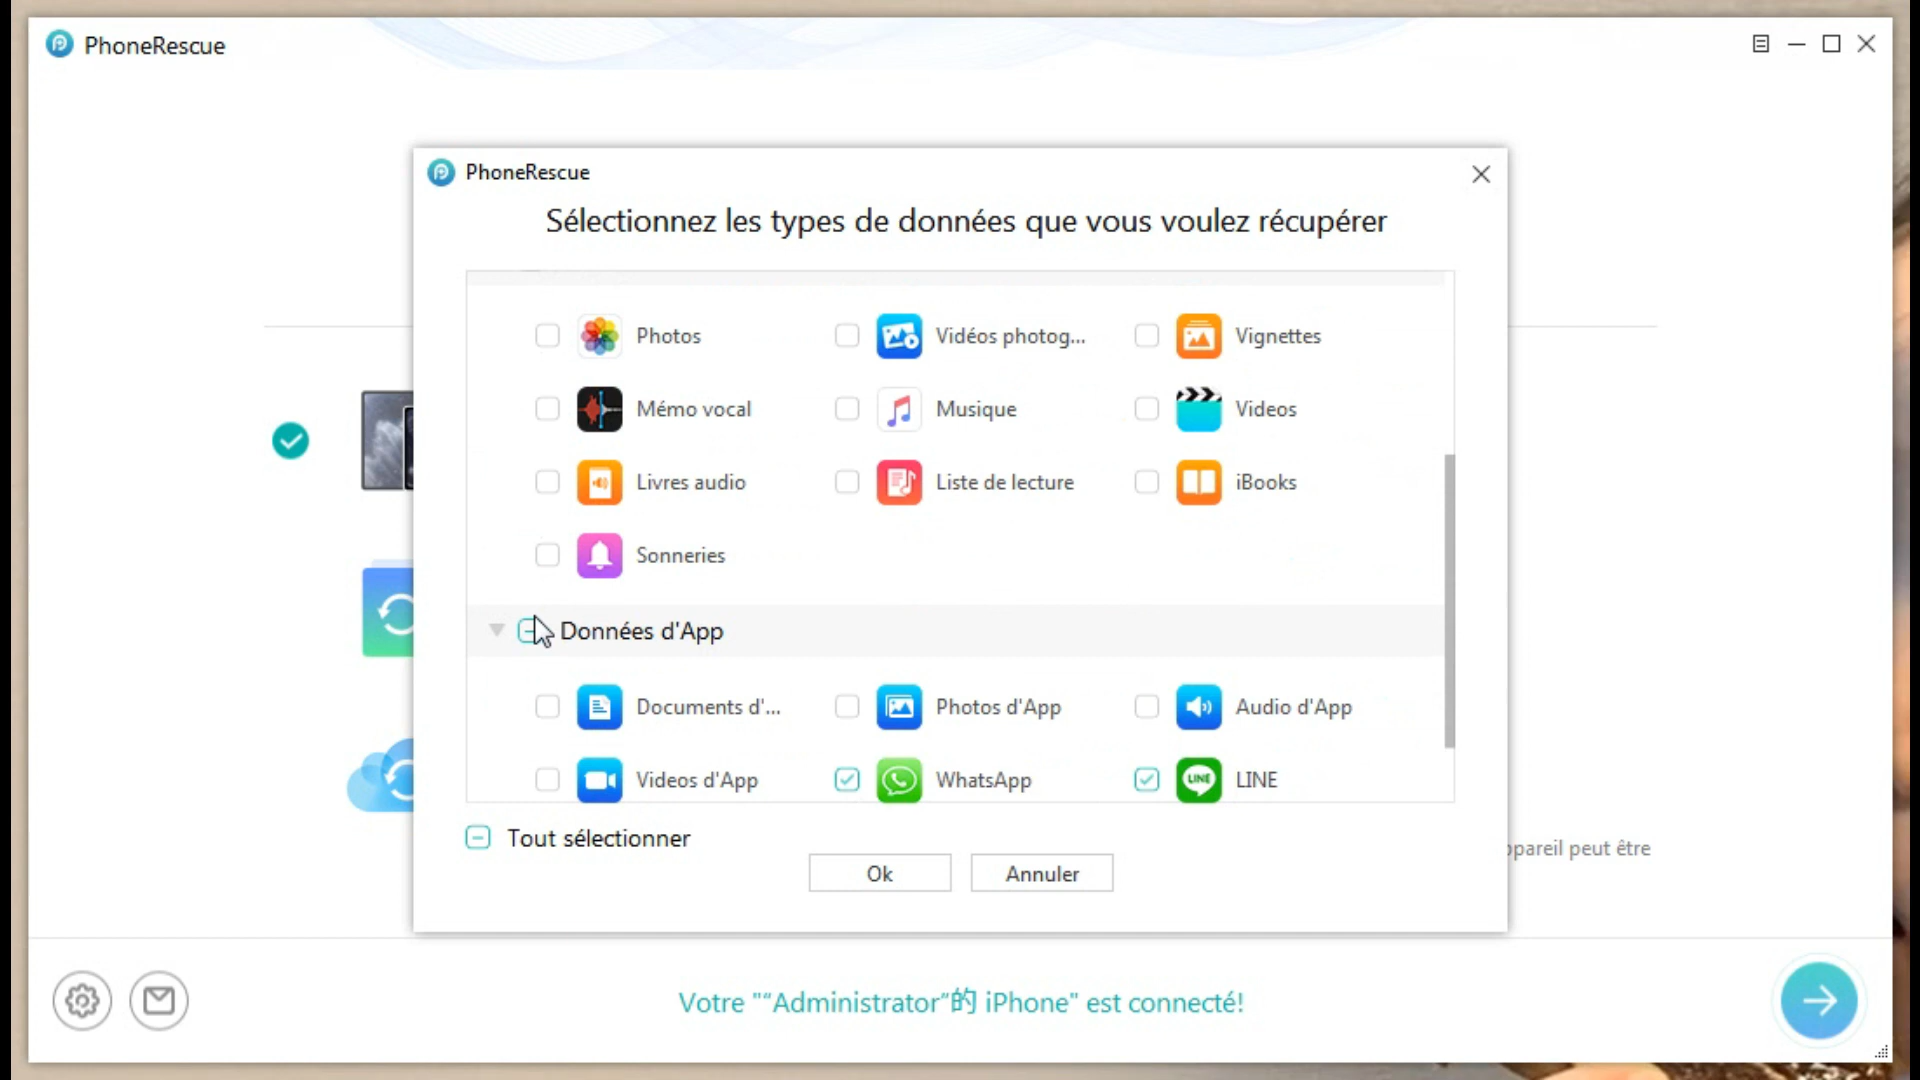 PhoneRescue
PhoneRescue
Sélectionnez les types de données que vous voulez récupérer
Photos
Vidéos photog...
Vignettes
Mémo vocal
Musique
Videos
Livres audio
Liste de lecture
iBooks
Sonneries
Données d'App
Documents d'...
Photos d'App
Audio d'App
Videos d'App
WhatsApp
LINE
LINE
Tout sélectionner
ppareil peut être
Ok
Annuler
Votre "“Administrator”的 iPhone" est connecté!